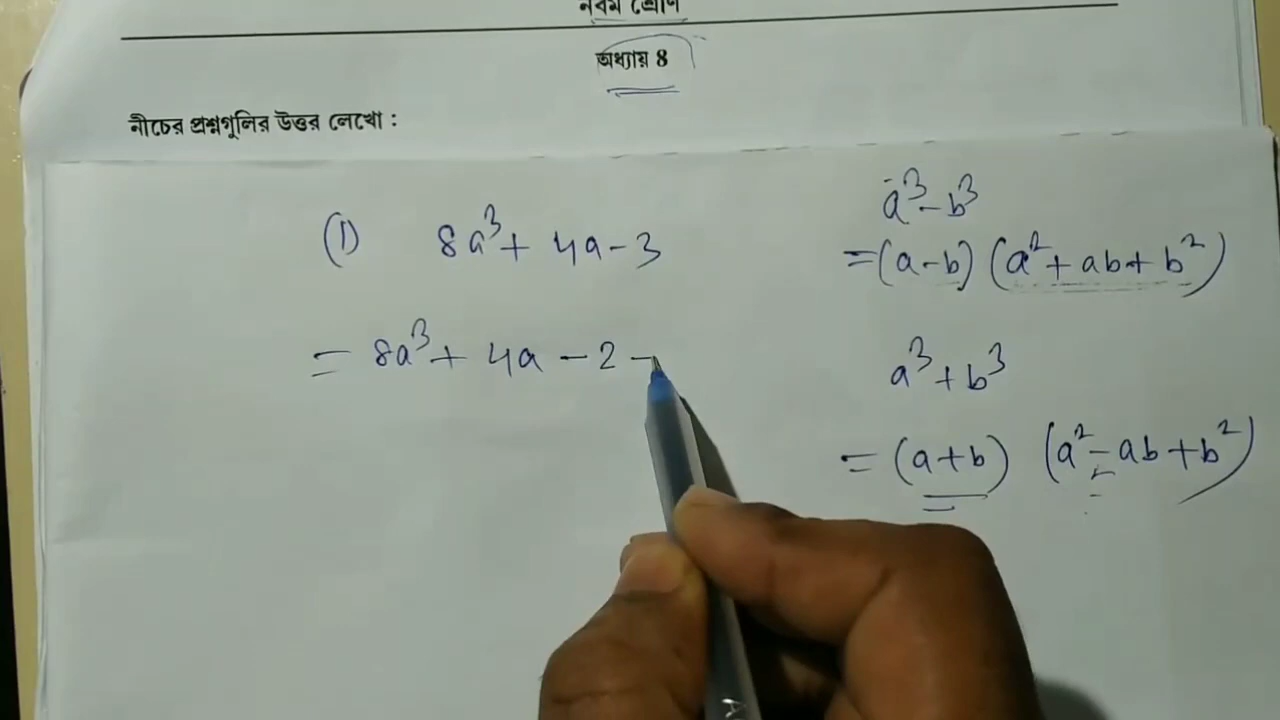 নবম শ্রেণি
অধ্যায় 8
নীচের প্রশ্নগুলির উত্তর লেখো :
(1) 8a³ + 4a - 3
= 8a³ + 4a - 2 -
a³ - b³
= (a - b) (a² + ab + b²)
a³ + b³
= (a + b) (a² - ab + b²)